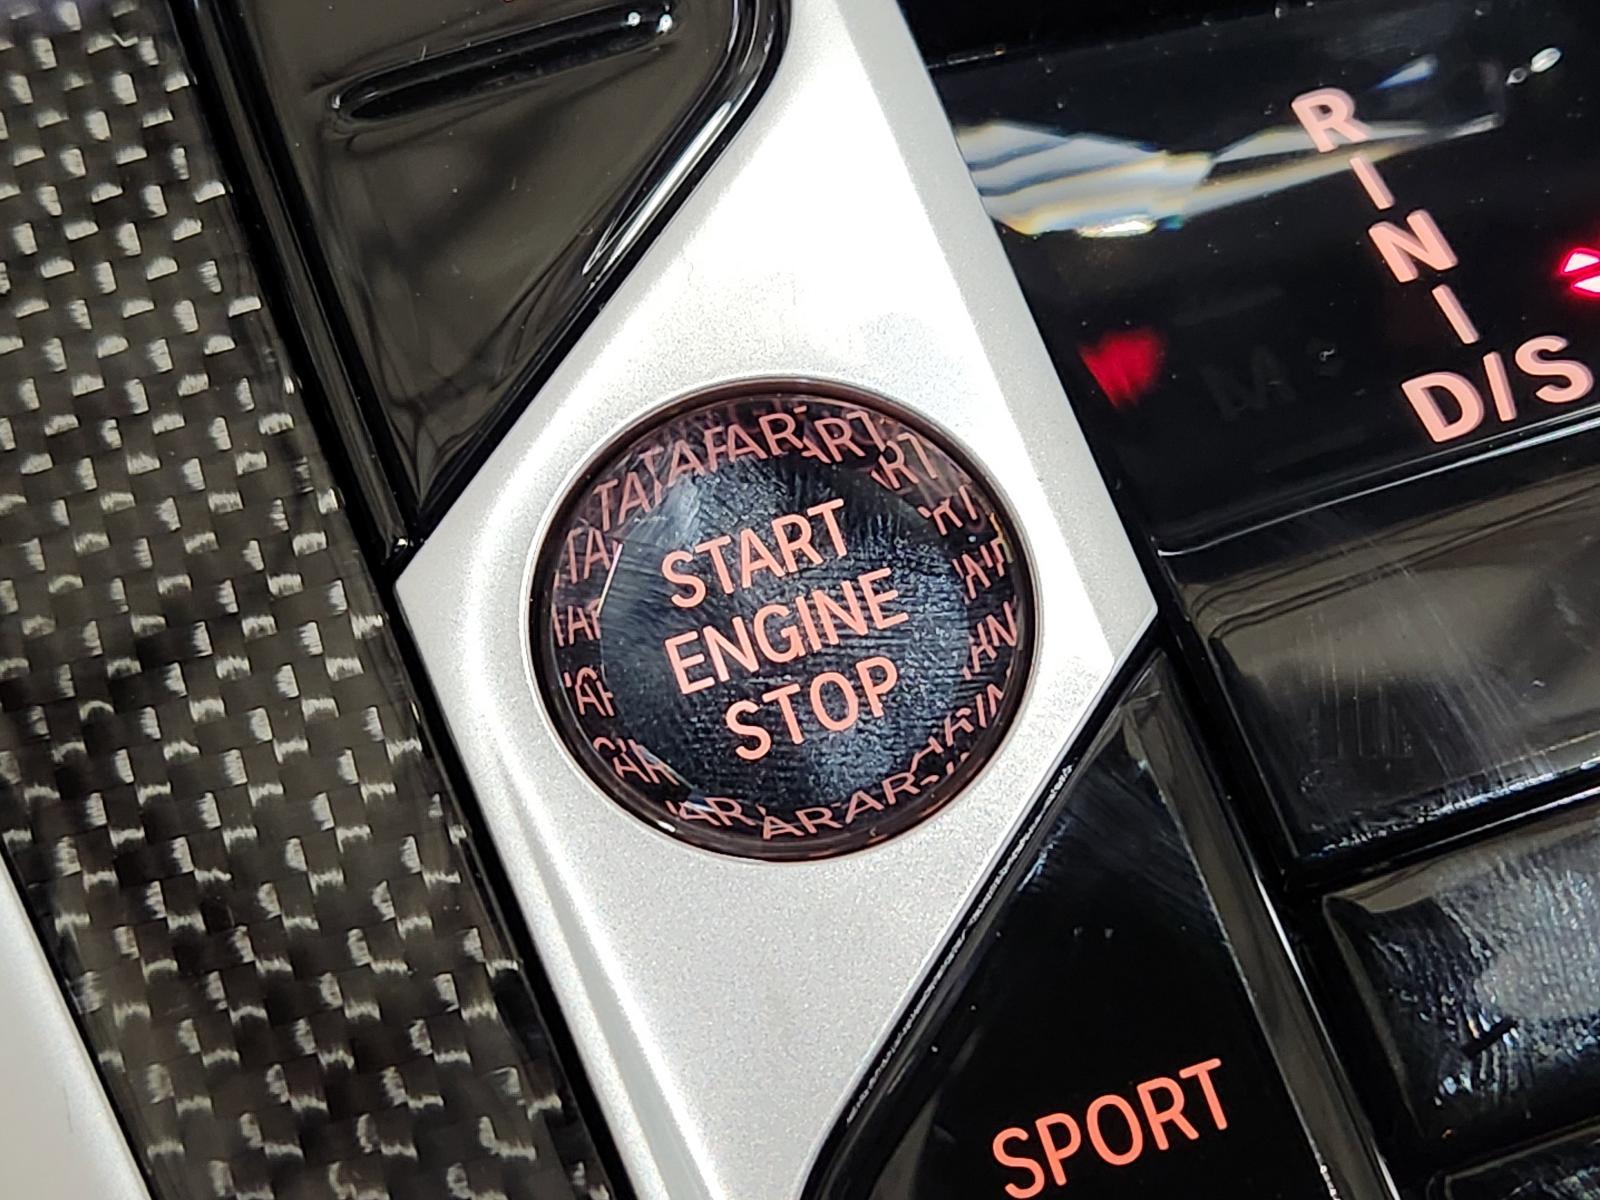 R
N
D/S
M
START
ENGINE
STOP
SPORT